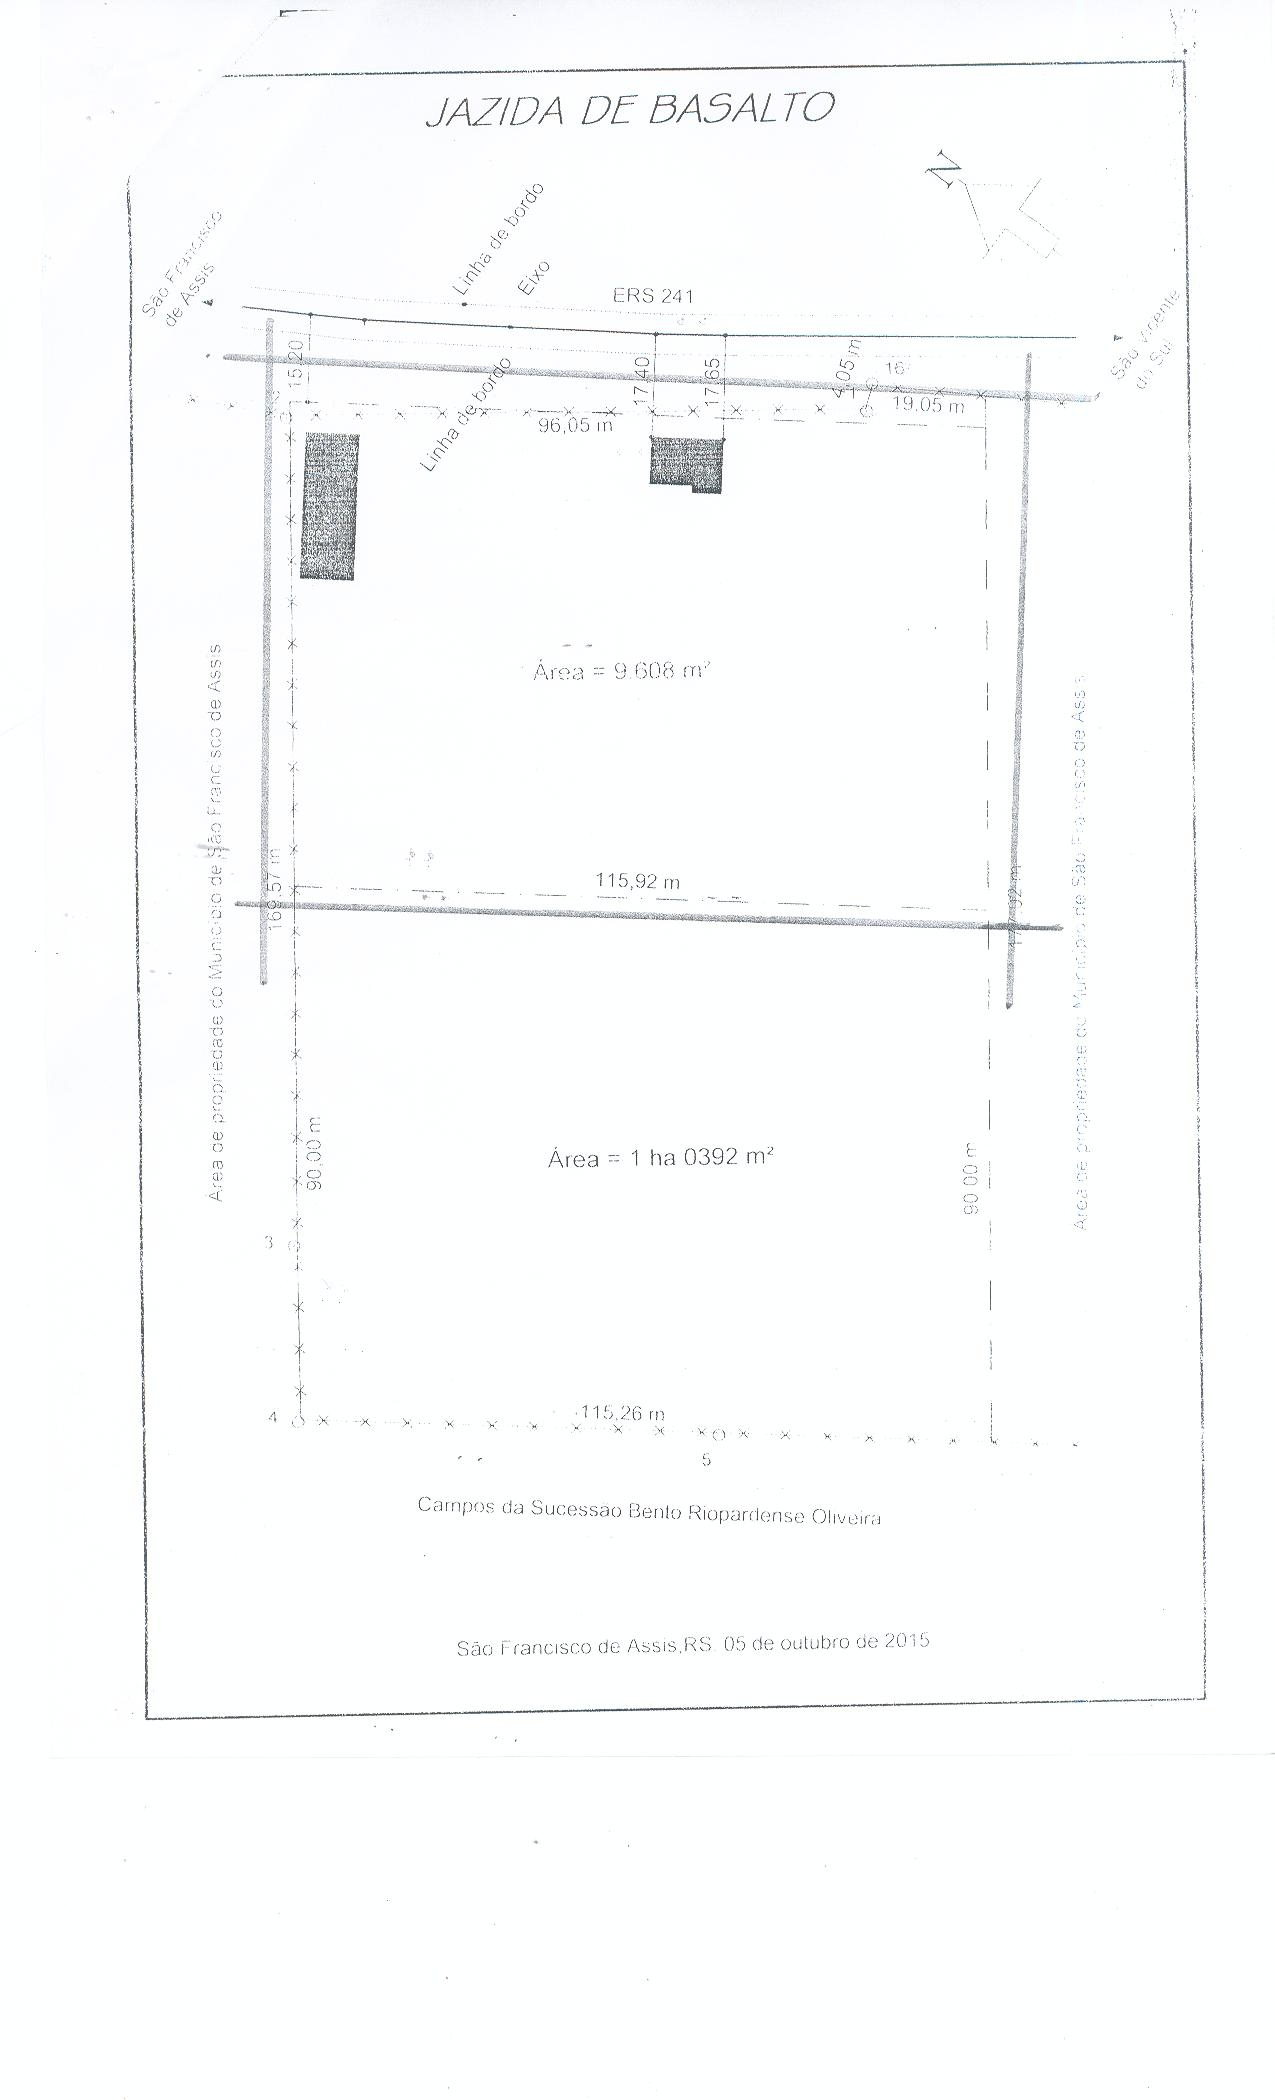 JAZIDA DE BASALTO
N
São Francisco
de Assis
Linha de bordo
Eixo
ERS 241
São Vicente
do Sul
15,20
17,40
17,65
4,05 m
16
19,05 m
Linha de bordo
96,05 m
Área = 9.608 m²
Área de propriedade do Município de São Francisco de Assis
Área de propriedade do Município de São Francisco de Assis
169,57 m
115,92 m
90,00 m
Área = 1 ha 0392 m²
90,00 m
3
4
115,26 m
5
Campos da Sucessão Bento Riopardense Oliveira
São Francisco de Assis,RS. 05 de outubro de 2015